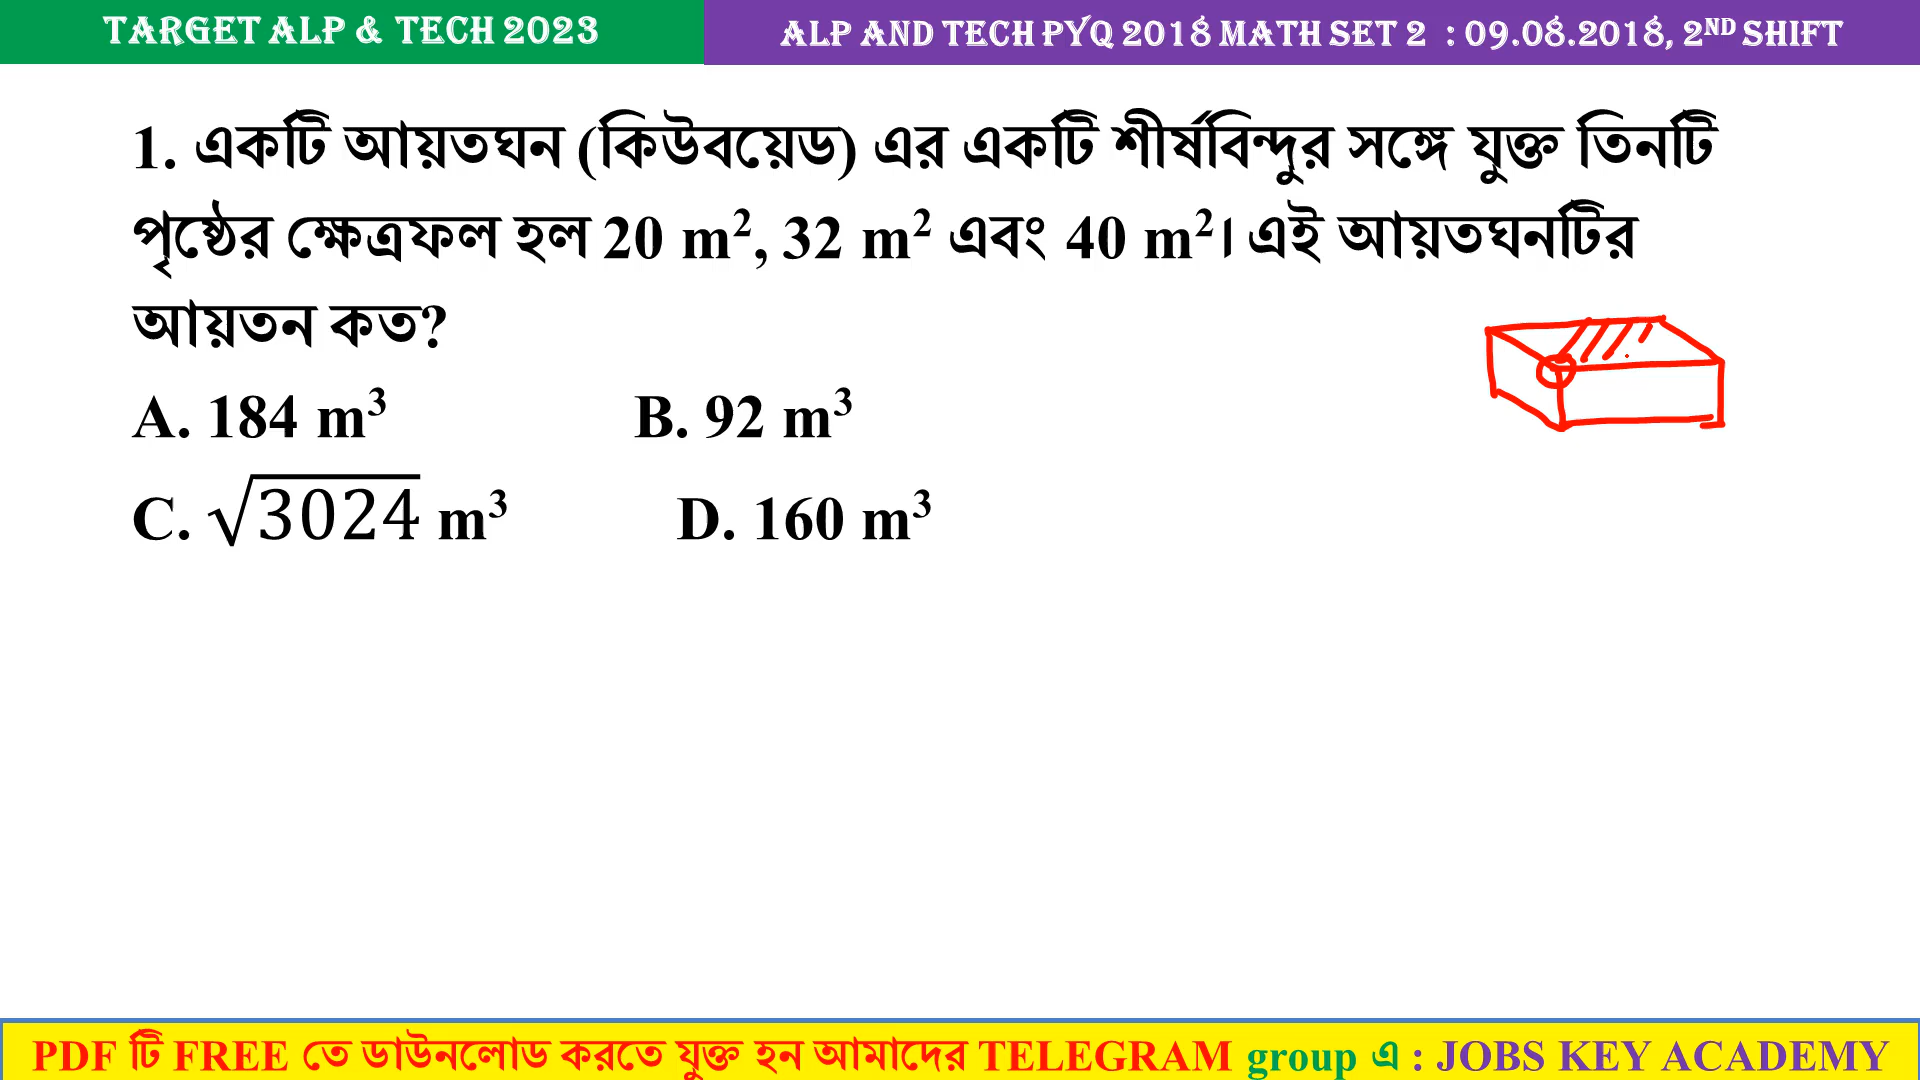 TARGET ALP & TECH 2023
ALP AND TECH PYQ 2018 MATH SET 2 : 09.08.2018, 2ND SHIFT
1. একটি আয়তঘন (কিউবয়েড) এর একটি শীর্ষবিন্দুর সঙ্গে যুক্ত তিনটি
পৃষ্ঠের ক্ষেত্রফল হল 20 m², 32 m² এবং 40 m²। এই আয়তঘনটির
আয়তন কত?
A. 184 m³ B. 92 m³
C. √3024 m³ D. 160 m³
PDF টি FREE তে ডাউনলোড করতে যুক্ত হন আমাদের TELEGRAM group এ : JOBS KEY ACADEMY